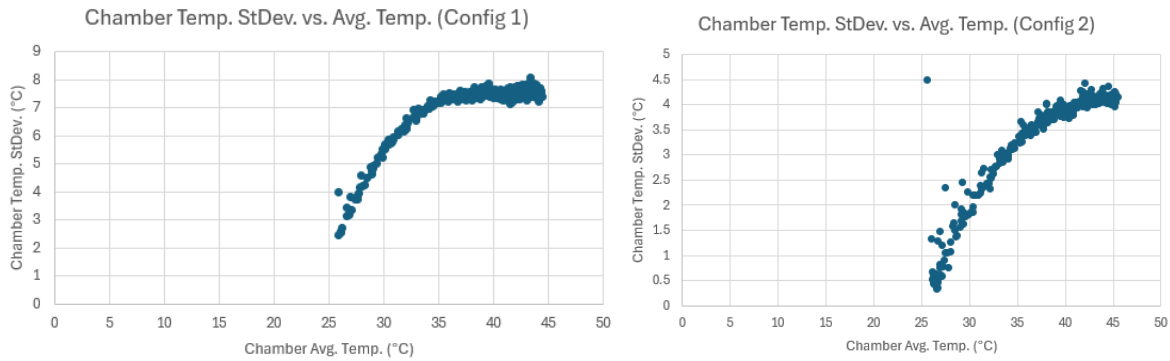 Chamber Temp. StDev. vs. Avg. Temp. (Config 1)
Chamber Temp. StDev. (°C)
9
8
7
6
5
4
3
2
1
0
0 5 10 15 20 25 30 35 40 45 50
Chamber Avg. Temp. (°C)
Chamber Temp. StDev. vs. Avg. Temp. (Config 2)
Chamber Temp. StDev. (°C)
5
4.5
4
3.5
3
2.5
2
1.5
1
0.5
0
0 5 10 15 20 25 30 35 40 45 50
Chamber Avg. Temp. (°C)